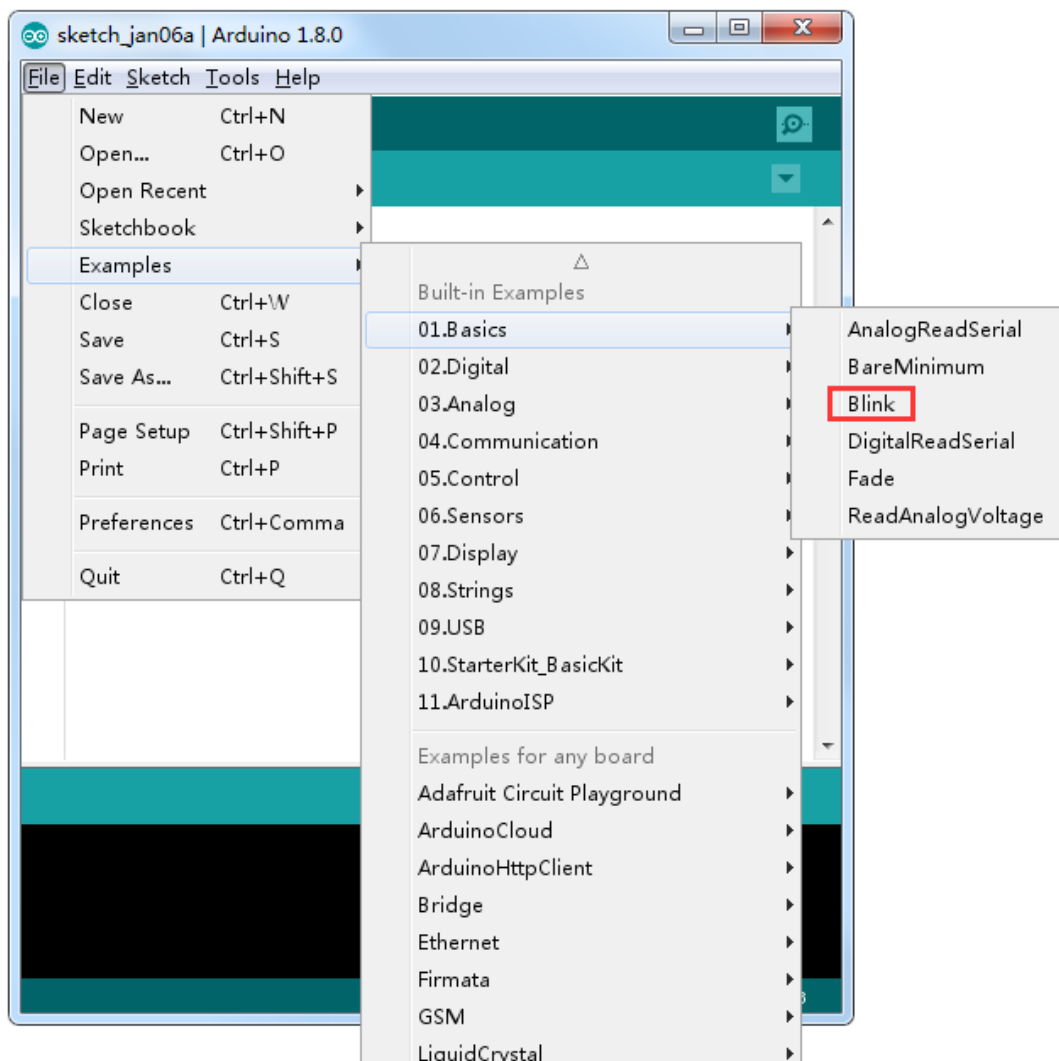 sketch_jan06a | Arduino 1.8.0
File Edit Sketch Tools Help
New Ctrl+N
Open... Ctrl+O
Open Recent
Sketchbook
Examples
Close Ctrl+W
Save Ctrl+S
Save As... Ctrl+Shift+S
Page Setup Ctrl+Shift+P
Print Ctrl+P
Preferences Ctrl+Comma
Quit Ctrl+Q
Built-in Examples
01.Basics
02.Digital
03.Analog
04.Communication
05.Control
06.Sensors
07.Display
08.Strings
09.USB
10.StarterKit_BasicKit
11.ArduinoISP
Examples for any board
Adafruit Circuit Playground
ArduinoCloud
ArduinoHttpClient
Bridge
Ethernet
Firmata
GSM
LiquidCrystal
AnalogReadSerial
BareMinimum
Blink
DigitalReadSerial
Fade
ReadAnalogVoltage